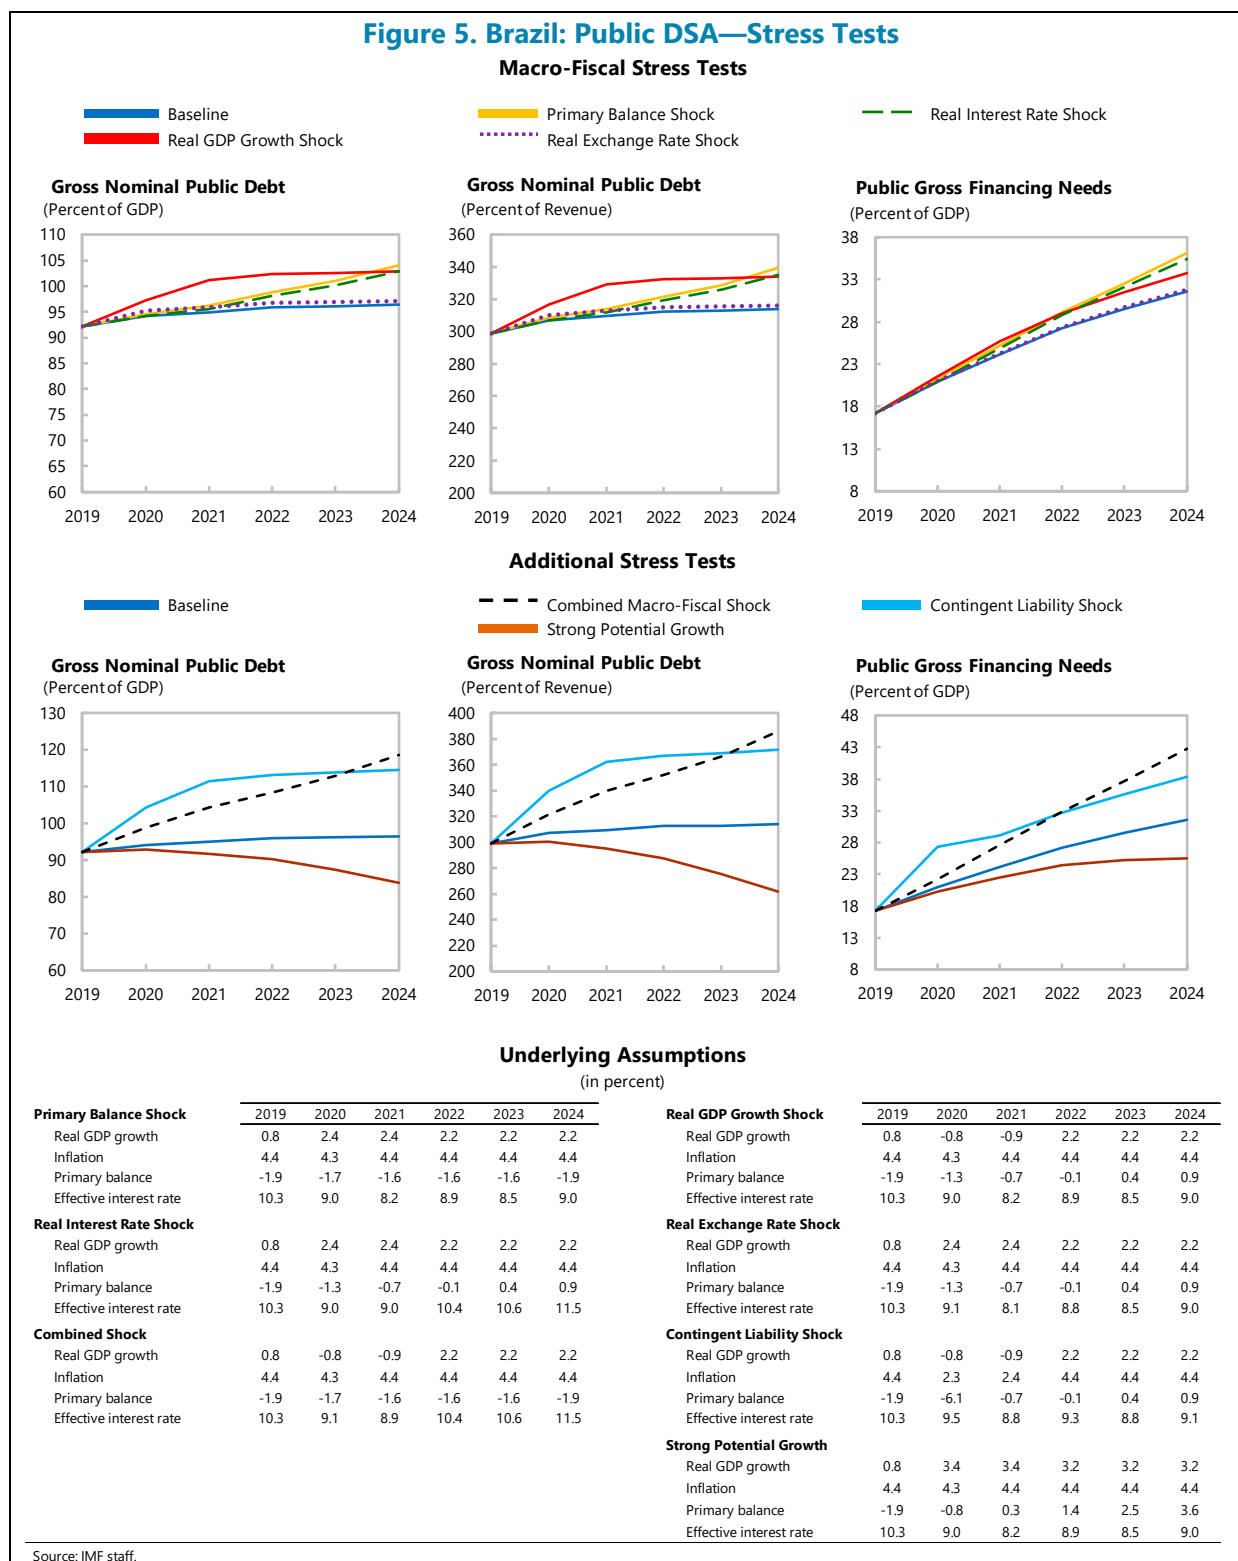 Figure 5. Brazil: Public DSA—Stress Tests
Macro-Fiscal Stress Tests
Baseline
Primary Balance Shock
Real Interest Rate Shock
Real GDP Growth Shock
Real Exchange Rate Shock
Gross Nominal Public Debt
(Percent of GDP)
110
105
100
95
90
85
80
75
70
65
60
2019 2020 2021 2022 2023 2024
Gross Nominal Public Debt
(Percent of Revenue)
360
340
320
300
280
260
240
220
200
2019 2020 2021 2022 2023 2024
Public Gross Financing Needs
(Percent of GDP)
38
33
28
23
18
13
8
2019 2020 2021 2022 2023 2024
Additional Stress Tests
Baseline
Combined Macro-Fiscal Shock
Contingent Liability Shock
Strong Potential Growth
Gross Nominal Public Debt
(Percent of GDP)
130
120
110
100
90
80
70
60
2019 2020 2021 2022 2023 2024
Gross Nominal Public Debt
(Percent of Revenue)
400
380
360
340
320
300
280
260
240
220
200
2019 2020 2021 2022 2023 2024
Public Gross Financing Needs
(Percent of GDP)
48
43
38
33
28
23
18
13
8
2019 2020 2021 2022 2023 2024
Underlying Assumptions
(in percent)
Primary Balance Shock 2019 2020 2021 2022 2023 2024
Real GDP growth 0.8 2.4 2.4 2.2 2.2 2.2
Inflation 4.4 4.3 4.4 4.4 4.4 4.4
Primary balance -1.9 -1.7 -1.6 -1.6 -1.6 -1.9
Effective interest rate 10.3 9.0 8.2 8.9 8.5 9.0
Real Interest Rate Shock
Real GDP growth 0.8 2.4 2.4 2.2 2.2 2.2
Inflation 4.4 4.3 4.4 4.4 4.4 4.4
Primary balance -1.9 -1.3 -0.7 -0.1 0.4 0.9
Effective interest rate 10.3 9.0 9.0 10.4 10.6 11.5
Combined Shock
Real GDP growth 0.8 -0.8 -0.9 2.2 2.2 2.2
Inflation 4.4 4.3 4.4 4.4 4.4 4.4
Primary balance -1.9 -1.7 -1.6 -1.6 -1.6 -1.9
Effective interest rate 10.3 9.1 8.9 10.4 10.6 11.5
Real GDP Growth Shock 2019 2020 2021 2022 2023 2024
Real GDP growth 0.8 -0.8 -0.9 2.2 2.2 2.2
Inflation 4.4 4.3 4.4 4.4 4.4 4.4
Primary balance -1.9 -1.3 -0.7 -0.1 0.4 0.9
Effective interest rate 10.3 9.0 8.2 8.9 8.5 9.0
Real Exchange Rate Shock
Real GDP growth 0.8 2.4 2.4 2.2 2.2 2.2
Inflation 4.4 4.3 4.4 4.4 4.4 4.4
Primary balance -1.9 -1.3 -0.7 -0.1 0.4 0.9
Effective interest rate 10.3 9.1 8.1 8.8 8.5 9.0
Contingent Liability Shock
Real GDP growth 0.8 -0.8 -0.9 2.2 2.2 2.2
Inflation 4.4 2.3 2.4 4.4 4.4 4.4
Primary balance -1.9 -6.1 -0.7 -0.1 0.4 0.9
Effective interest rate 10.3 9.5 8.8 9.3 8.8 9.1
Strong Potential Growth
Real GDP growth 0.8 3.4 3.4 3.2 3.2 3.2
Inflation 4.4 4.3 4.4 4.4 4.4 4.4
Primary balance -1.9 -0.8 0.3 1.4 2.5 3.6
Effective interest rate 10.3 9.0 8.2 8.9 8.5 9.0
Source: IMF staff.